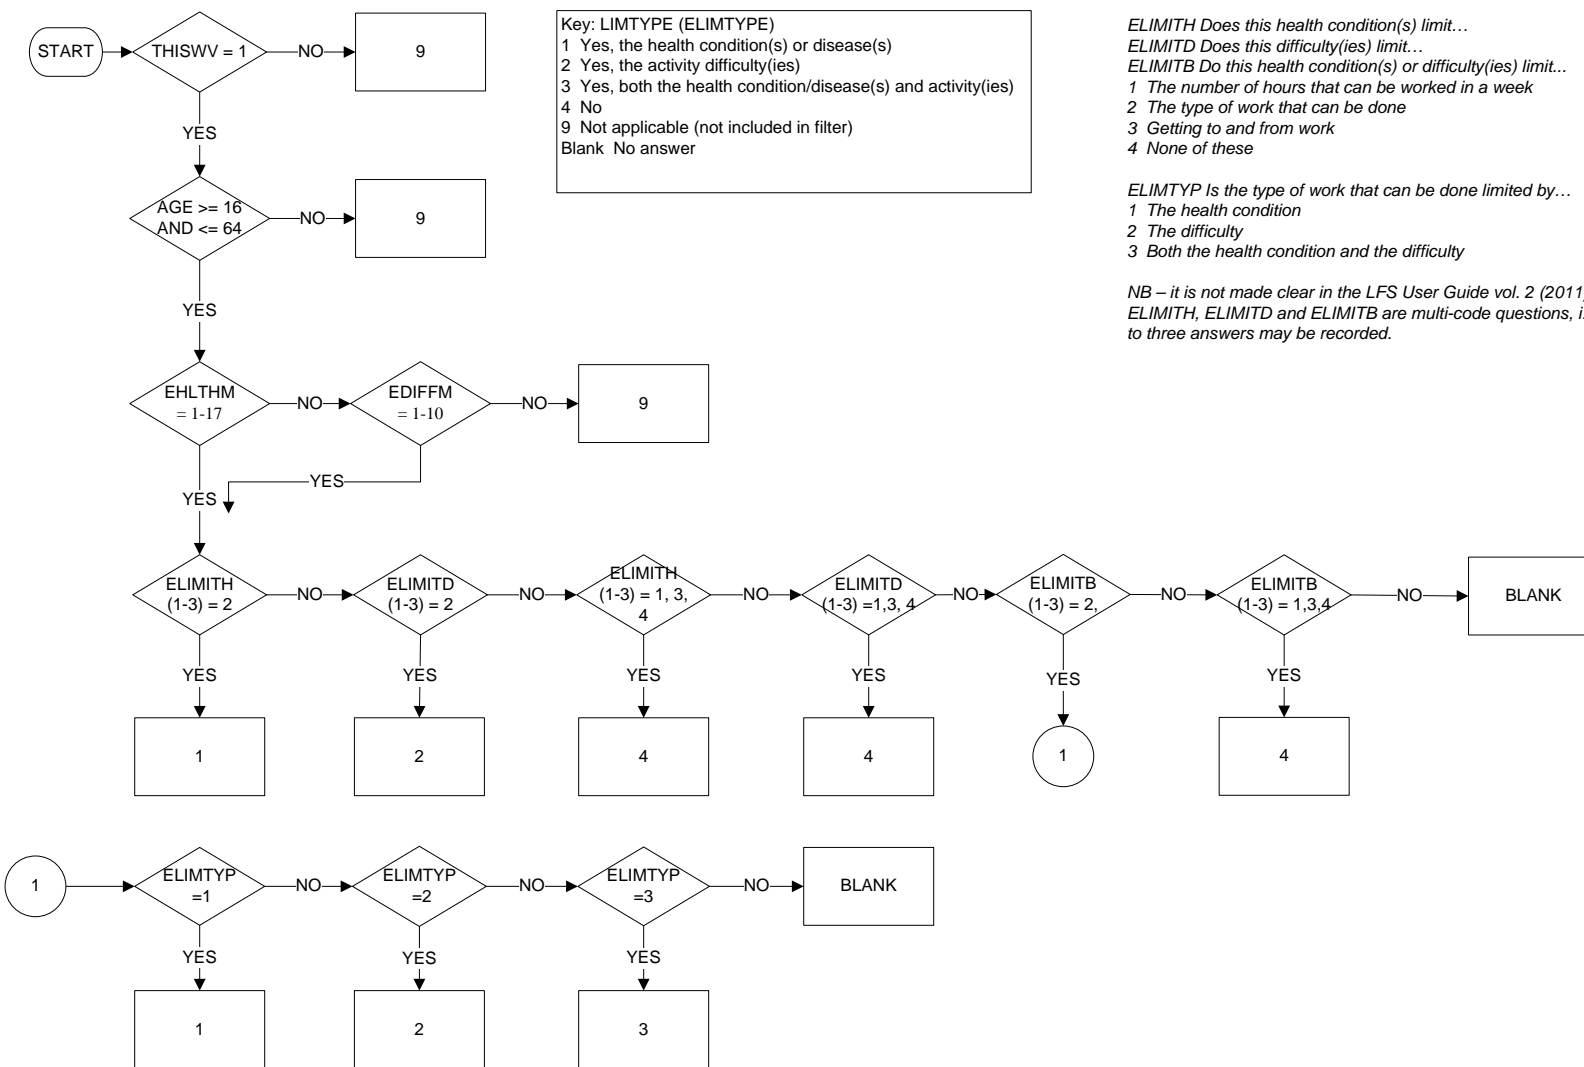 START
THISWV = 1
NO
9
YES
Key: LIMTYPE (ELIMTYPE)
1 Yes, the health condition(s) or disease(s)
2 Yes, the activity difficulty(ies)
3 Yes, both the health condition/disease(s) and activity(ies)
4 No
9 Not applicable (not included in filter)
Blank No answer
ELIMITH Does this health condition(s) limit…
ELIMITD Does this difficulty(ies) limit…
ELIMITB Do this health condition(s) or difficulty(ies) limit...
1 The number of hours that can be worked in a week
2 The type of work that can be done
3 Getting to and from work
4 None of these
ELIMTYP Is the type of work that can be done limited by…
1 The health condition
2 The difficulty
3 Both the health condition and the difficulty
NB – it is not made clear in the LFS User Guide vol. 2 (2011
ELIMITH, ELIMITD and ELIMITB are multi-code questions, i.
to three answers may be recorded.
AGE >= 16
AND <= 64
NO
9
YES
EHLTHM
= 1-17
NO
EDIFFM
= 1-10
NO
9
YES
YES
ELIMITH
(1-3) = 2
NO
ELIMITD
(1-3) = 2
NO
ELIMITH
(1-3) = 1, 3,
4
NO
ELIMITD
(1-3) =1,3, 4
NO
ELIMITB
(1-3) = 2,
NO
ELIMITB
(1-3) = 1,3,4
NO
BLANK
YES
YES
YES
YES
YES
YES
1
2
4
4
1
4
1
ELIMTYP
=1
NO
ELIMTYP
=2
NO
ELIMTYP
=3
NO
BLANK
YES
YES
YES
1
2
3